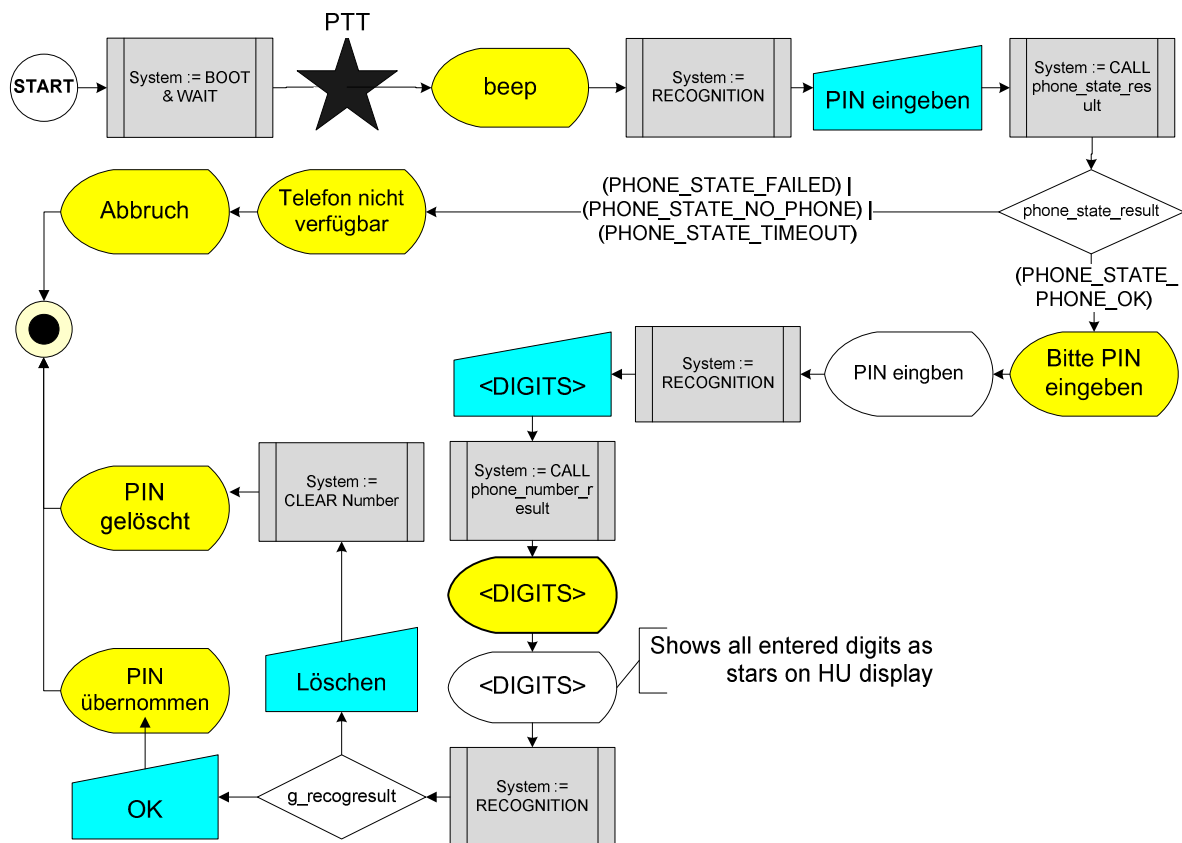 PTT
START
System := BOOT
& WAIT
beep
System :=
RECOGNITION
PIN eingeben
System := CALL
phone_state_res
ult
Abbruch
Telefon nicht
verfügbar
(PHONE_STATE_FAILED) |
(PHONE_STATE_NO_PHONE) |
(PHONE_STATE_TIMEOUT)
phone_state_result
(PHONE_STATE_
PHONE_OK)
Bitte PIN
eingeben
PIN eingben
System :=
RECOGNITION
<DIGITS>
System := CALL
phone_number_r
esult
<DIGITS>
<DIGITS>
Shows all entered digits as
stars on HU display
System :=
RECOGNITION
g_recogresult
Löschen
System :=
CLEAR Number
PIN
gelöscht
OK
PIN
übernommen